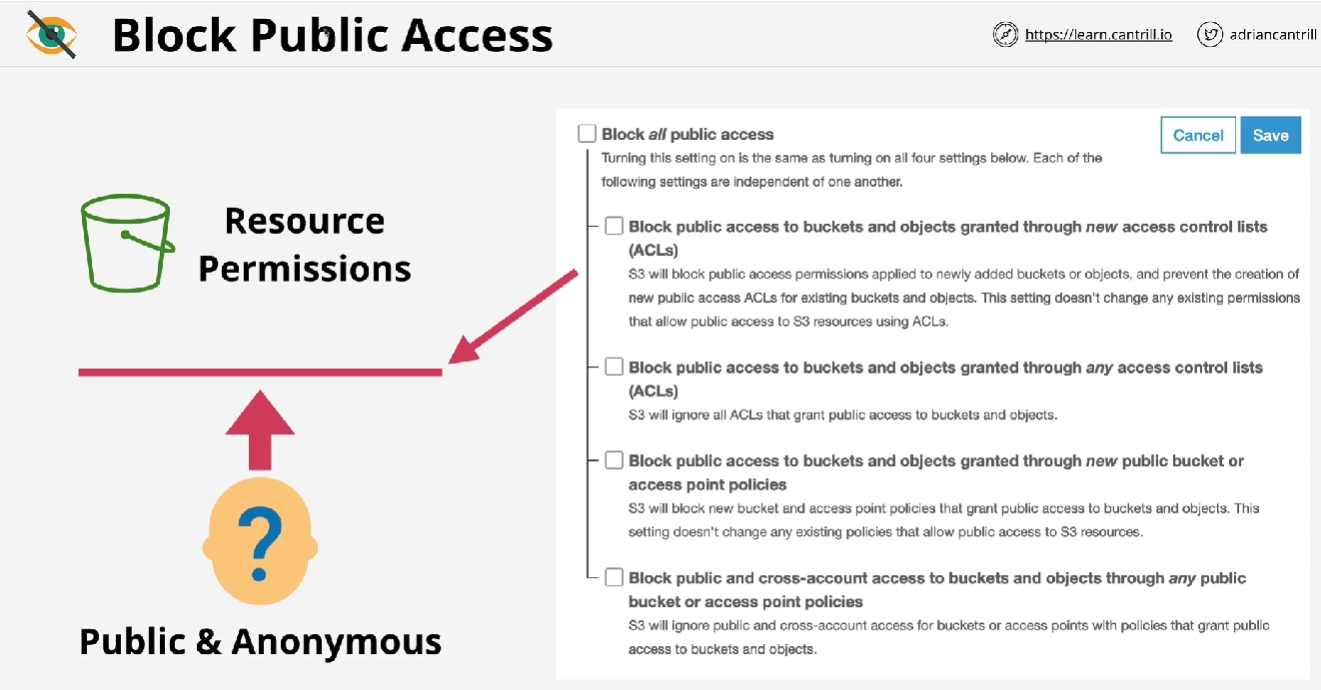 Block Public Access
https://learn.cantrill.io
adriancantrill
Resource
Permissions
?
Public & Anonymous
Block all public access
Cancel
Save
Turning this setting on is the same as turning on all four settings below. Each of the
following settings are independent of one another.
Block public access to buckets and objects granted through new access control lists
(ACLs)
S3 will block public access permissions applied to newly added buckets or objects, and prevent the creation of
new public access ACLs for existing buckets and objects. This setting doesn't change any existing permissions
that allow public access to S3 resources using ACLs.
Block public access to buckets and objects granted through any access control lists
(ACLs)
S3 will ignore all ACLs that grant public access to buckets and objects.
Block public access to buckets and objects granted through new public bucket or
access point policies
S3 will block new bucket and access point policies that grant public access to buckets and objects. This
setting doesn't change any existing policies that allow public access to S3 resources.
Block public and cross-account access to buckets and objects through any public
bucket or access point policies
S3 will ignore public and cross-account access for buckets or access points with policies that grant public
access to buckets and objects.